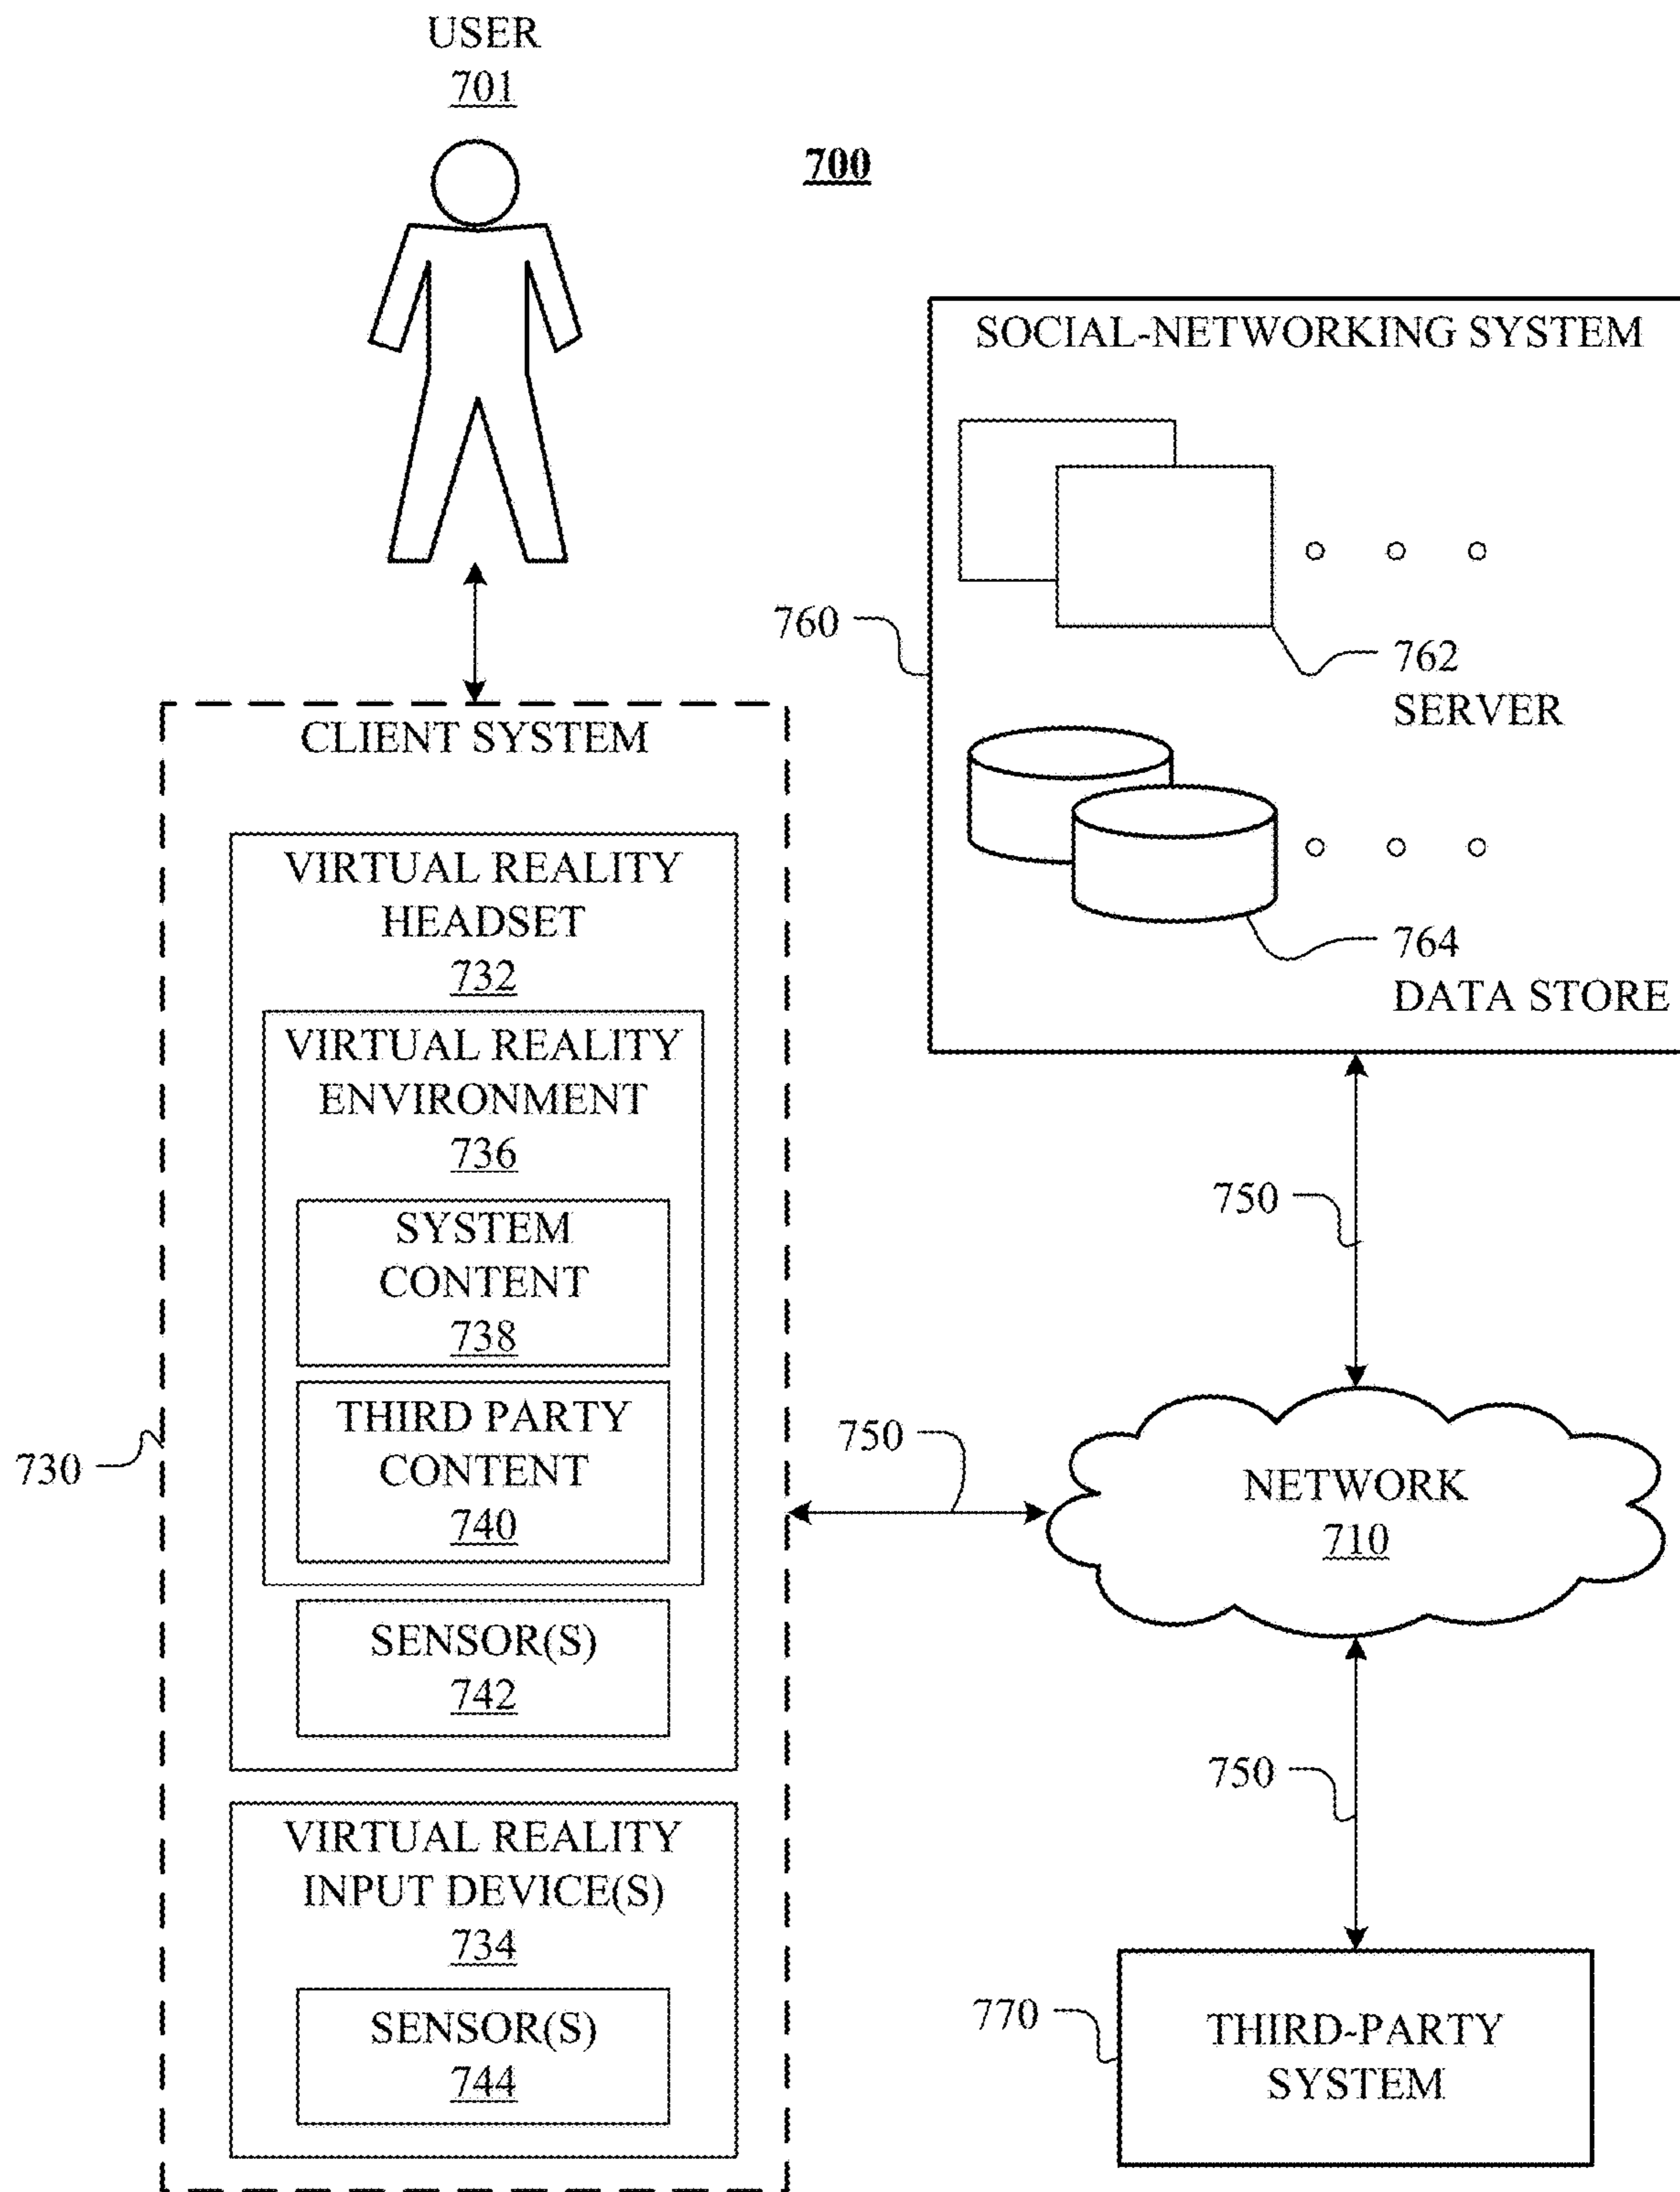 USER
701
700
SOCIAL-NETWORKING SYSTEM
760
762
SERVER
764
DATA STORE
CLIENT SYSTEM
VIRTUAL REALITY
HEADSET
732
VIRTUAL REALITY
ENVIRONMENT
736
SYSTEM
CONTENT
738
THIRD PARTY
CONTENT
740
SENSOR(S)
742
VIRTUAL REALITY
INPUT DEVICE(S)
734
SENSOR(S)
744
730
750
750
NETWORK
710
750
770
THIRD-PARTY
SYSTEM